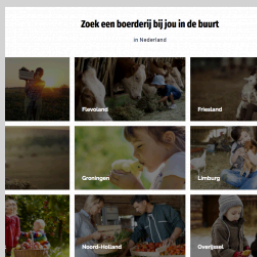 Zoek een boerderij bij jou in de buurt
in Nederland
Flevoland
Friesland
Groningen
Limburg
Noord-Holland
Overijssel